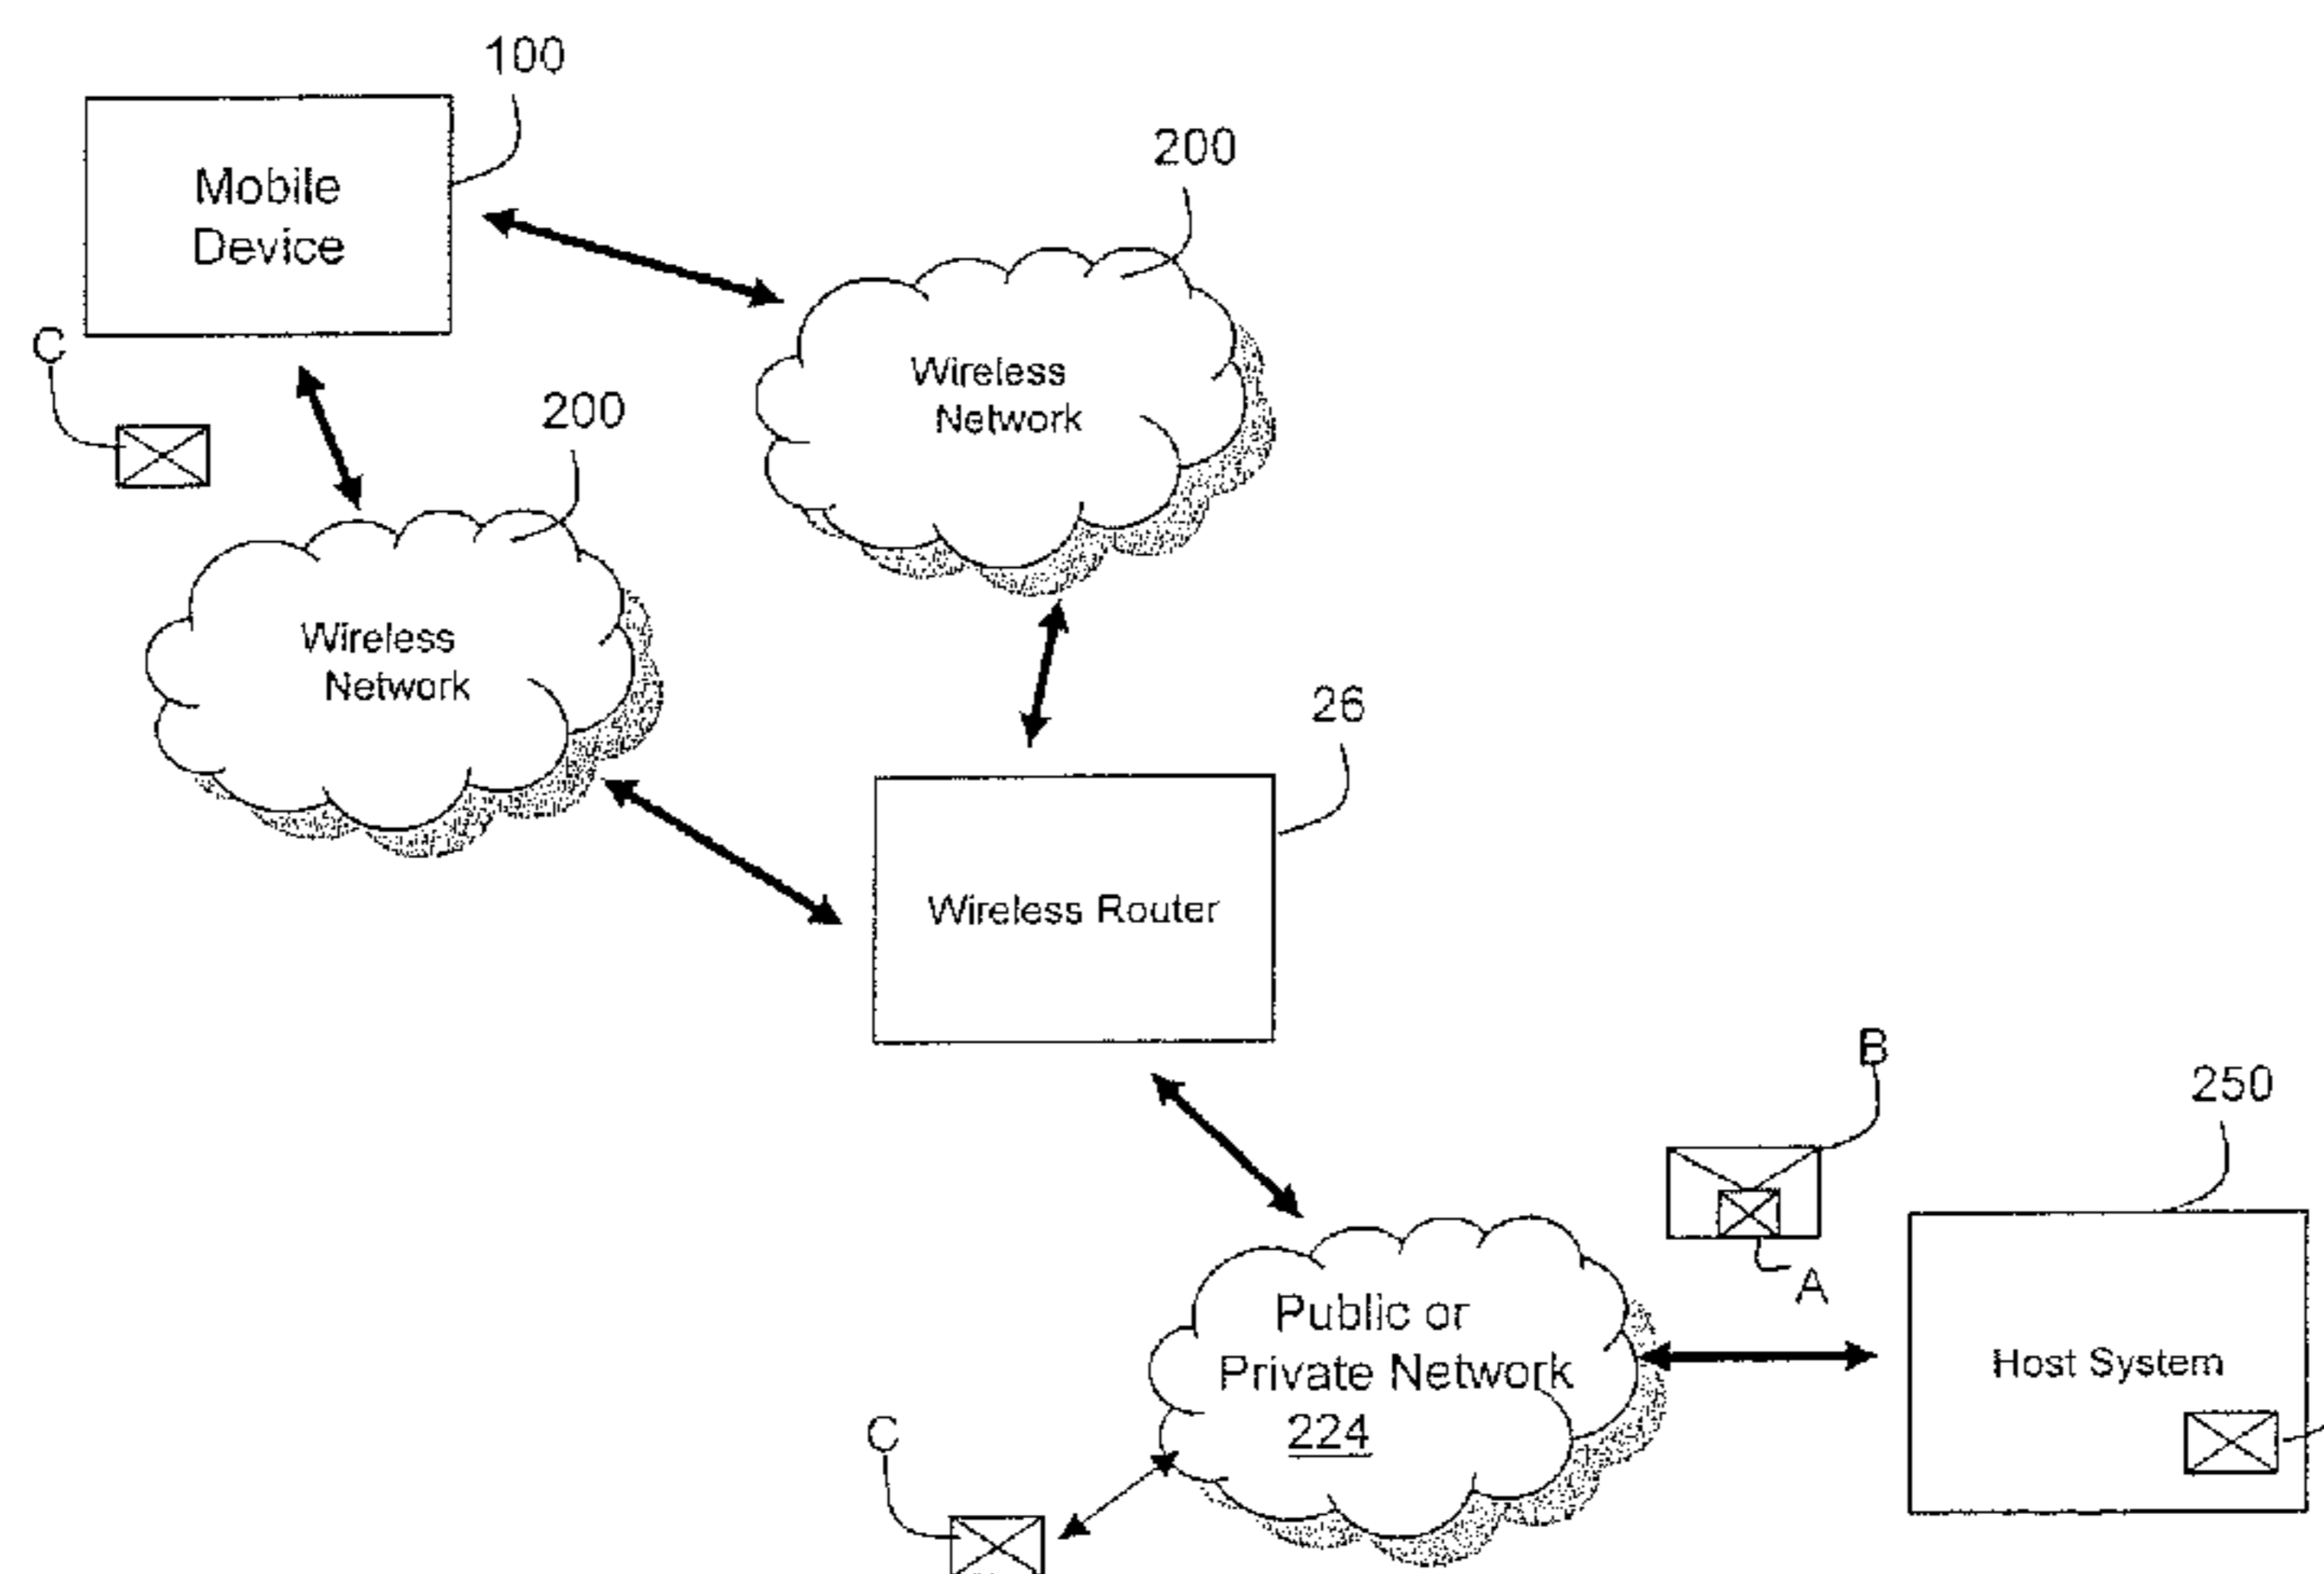 100
Mobile
Device
200
C
200
Wireless
Network
Wireless
Network
26
Wireless Router
B
250
A
Public or
Private Network
224
Host System
C